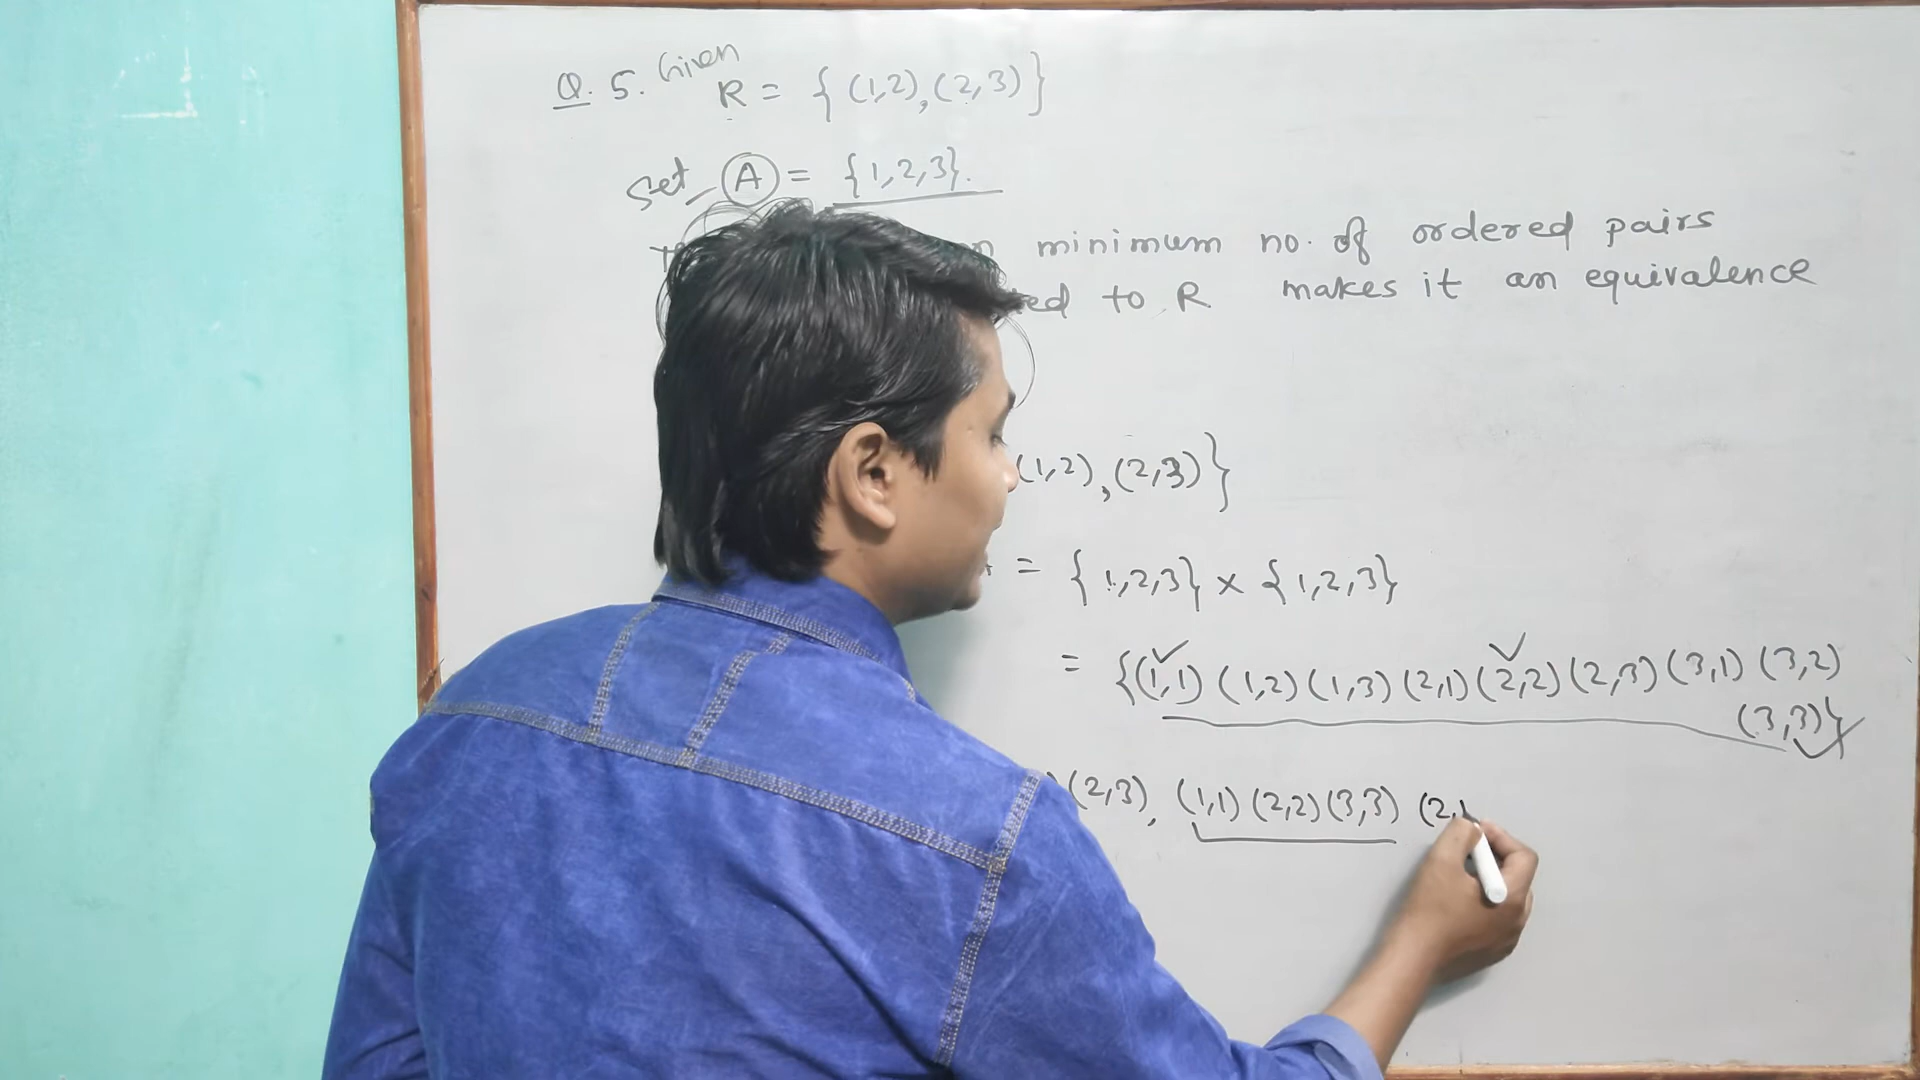 Q. 5. Given
R = { (1,2), (2,3) }
set A = {1,2,3}.
minimum no. of ordered pairs
to R makes it an equivalence
(1,2), (2,3) }
= { 1,2,3} x { 1,2,3}
= {(1,1) (1,2) (1,3) (2,1) (2,2) (2,3) (3,1) (3,2)
(3,3)}
(2,3), (1,1) (2,2) (3,3) (2,